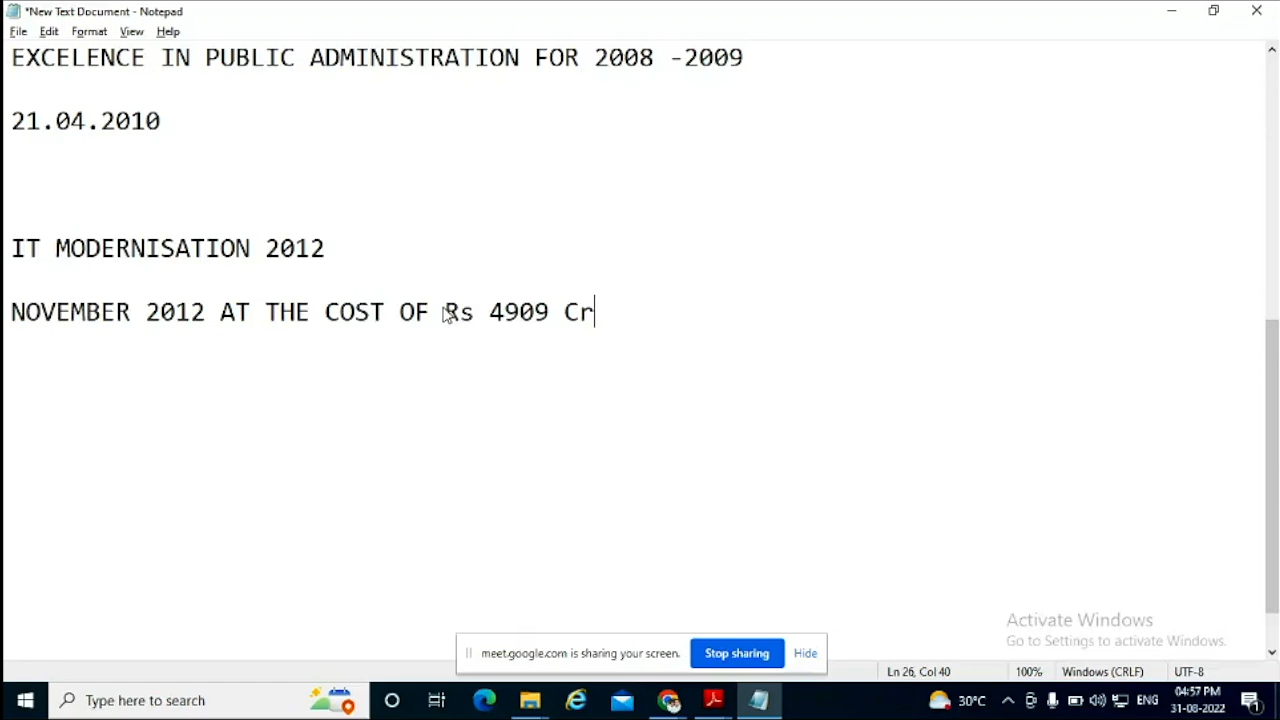 *New Text Document - Notepad
File Edit Format View Help
EXCELENCE IN PUBLIC ADMINISTRATION FOR 2008 -2009
21.04.2010
IT MODERNISATION 2012
NOVEMBER 2012 AT THE COST OF Rs 4909 Cr
Activate Windows
Go to Settings to activate Windows.
meet.google.com is sharing your screen. Stop sharing Hide
Ln 26, Col 40 100% Windows (CRLF) UTF-8
Type here to search 30°C ENG 04:57 PM
31-08-2022